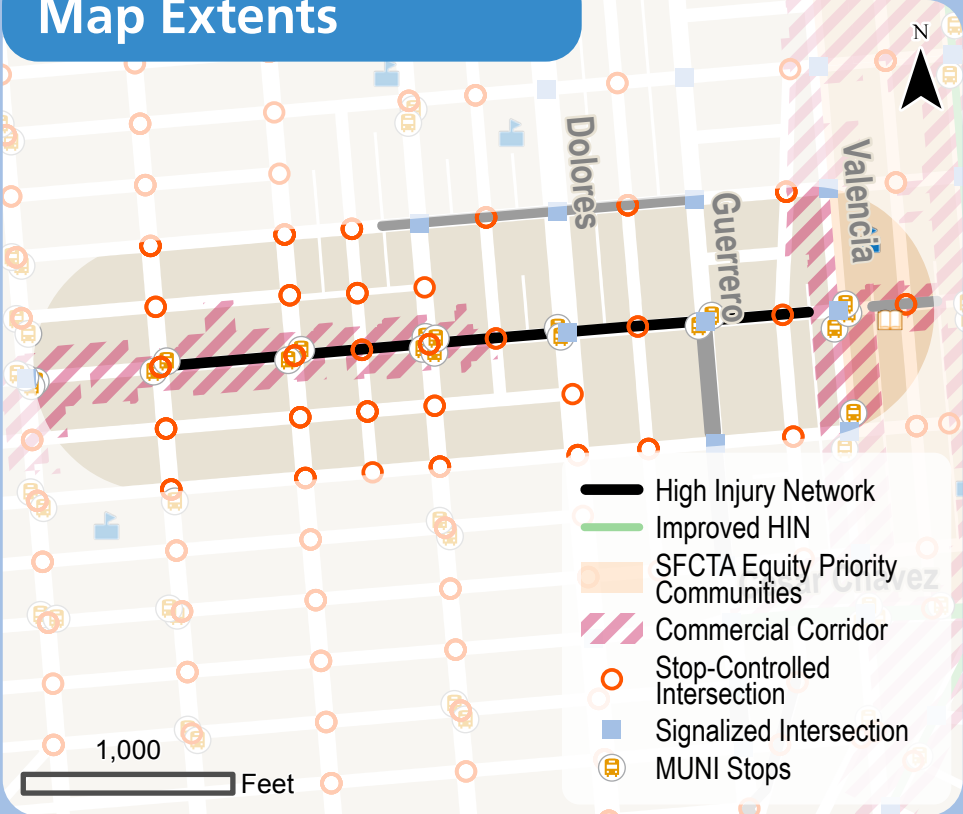 Map Extents
N
Dolores
Guerrero
Valencia
High Injury Network
Improved HIN
SFCTA Equity Priority
Communities
Commercial Corridor
Stop-Controlled
Intersection
Signalized Intersection
MUNI Stops
Chavez
1,000
Feet